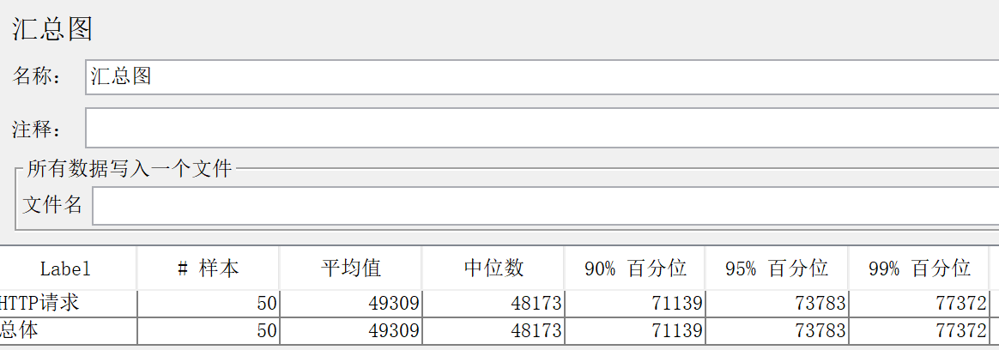 汇总图
名称： 汇总图
注释：
所有数据写入一个文件
文件名
Label # 样本 平均值 中位数 90% 百分位 95% 百分位 99% 百分位
HTTP请求 50 49309 48173 71139 73783 77372
总体 50 49309 48173 71139 73783 77372